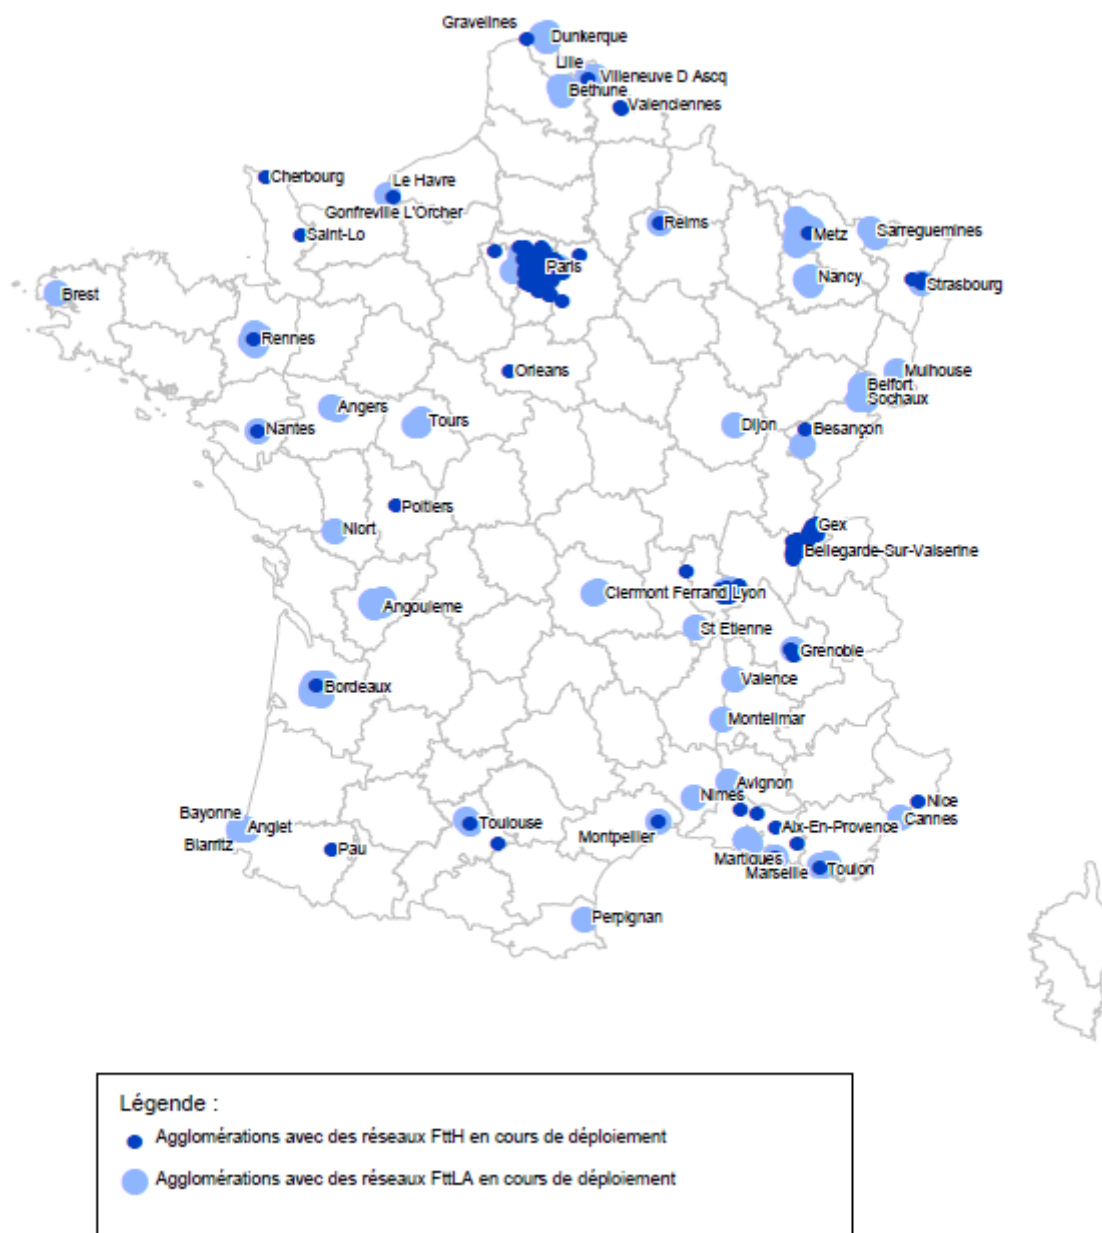 Gravelines
Dunkerque
Lille
Villeneuve D Ascq
Bethune
Valenciennes
Cherbourg
Le Havre
Gonfreville L'Orcher
Saint-Lo
Reims
Metz
Sarreguemines
Paris
Nancy
Strasbourg
Brest
Rennes
Orleans
Mulhouse
Belfort
Sochaux
Angers
Tours
Dijon
Besançon
Nantes
Poitiers
Niort
Gex
Bellegarde-Sur-Valserine
Clermont Ferrand
Lyon
Angouleme
St Etienne
Grenoble
Bordeaux
Valence
Montelimar
Avignon
Nimes
Nice
Cannes
Bayonne
Anglet
Biarritz
Toulouse
Montpellier
Aix-En-Provence
Pau
Martigues
Marseille
Toulon
Perpignan
Légende :
Agglomérations avec des réseaux FttH en cours de déploiement
Agglomérations avec des réseaux FttLA en cours de déploiement